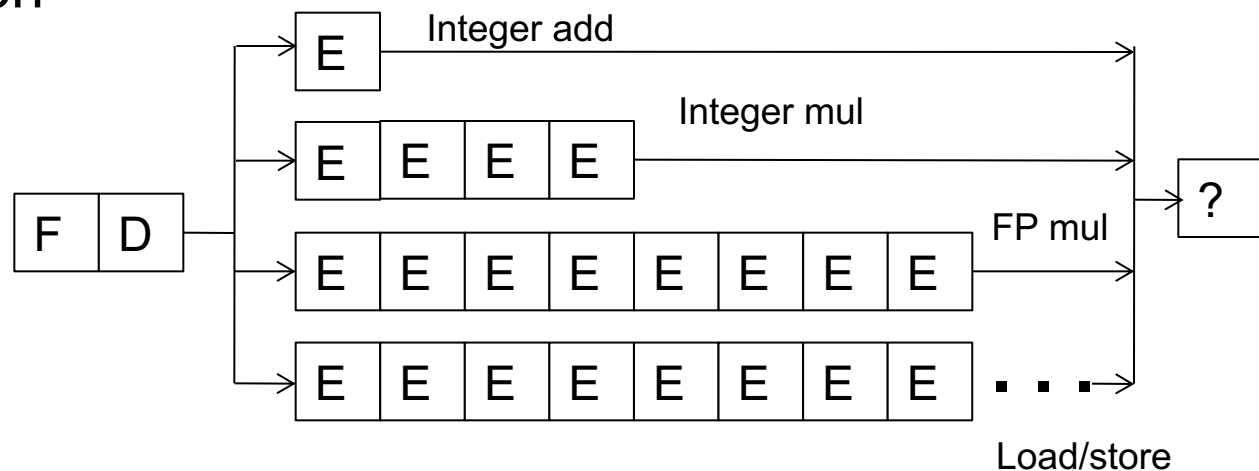 Integer add
E
Integer mul
E E E E
F D
?
FP mul
E E E E E E E E
E E E E E E E E . . .
Load/store